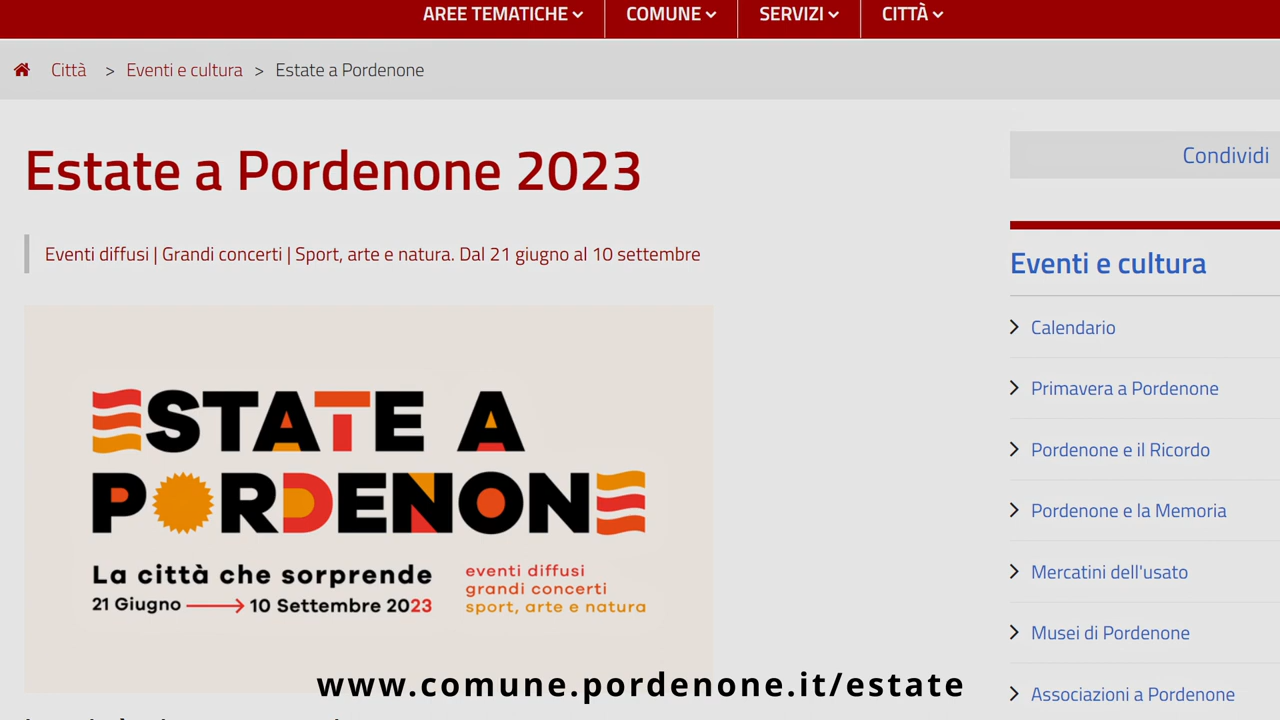 AREE TEMATICHE
COMUNE
SERVIZI
CITTÀ
Città > Eventi e cultura > Estate a Pordenone
Estate a Pordenone 2023
Eventi diffusi | Grandi concerti | Sport, arte e natura. Dal 21 giugno al 10 settembre
ESTATE A
PORDENONE
La città che sorprende
21 Giugno → 10 Settembre 2023
eventi diffusi
grandi concerti
sport, arte e natura
www.comune.pordenone.it/estate
Condividi
Eventi e cultura
Calendario
Primavera a Pordenone
Pordenone e il Ricordo
Pordenone e la Memoria
Mercatini dell'usato
Musei di Pordenone
Associazioni a Pordenone